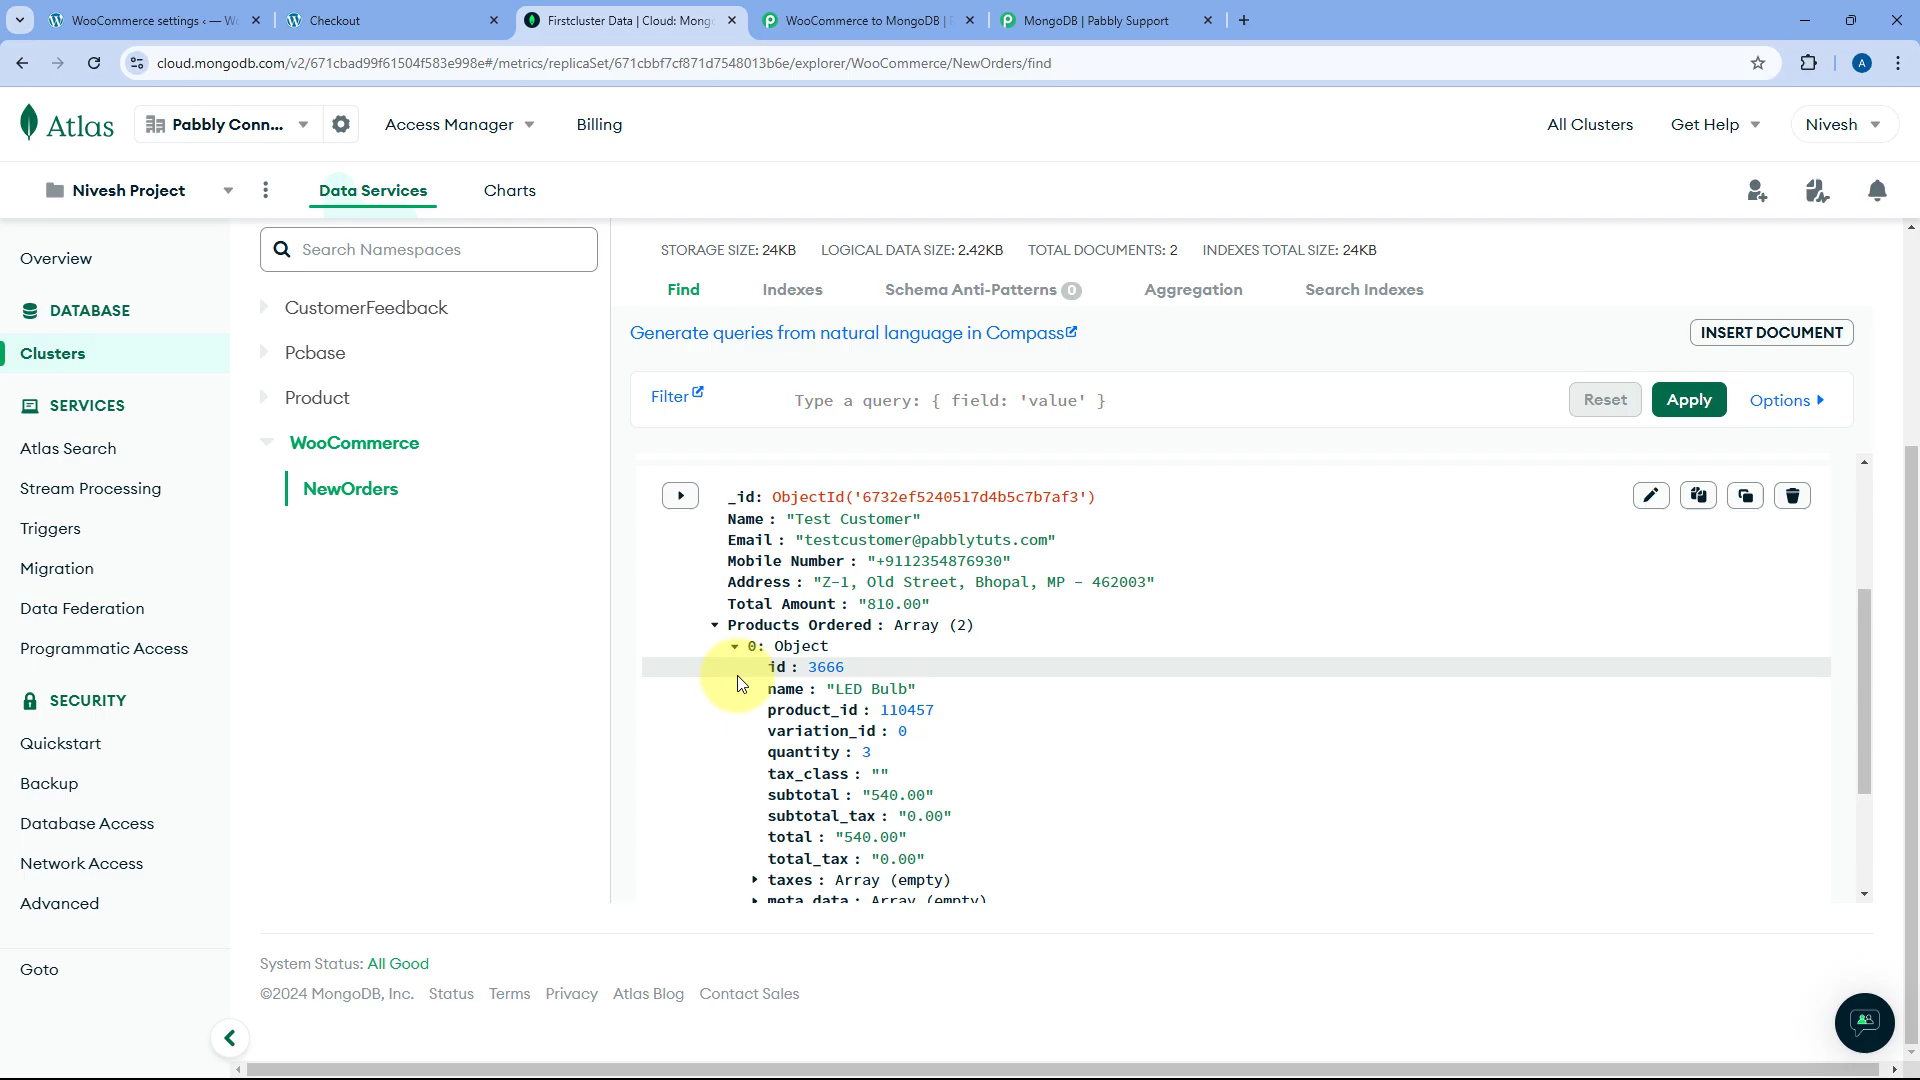 WooCommerce settings ‹ — W
Checkout
Firstcluster Data | Cloud: Mong
WooCommerce to MongoDB |
MongoDB | Pabbly Support
cloud.mongodb.com/v2/671cbad99f61504f583e998e#/metrics/replicaSet/671cbbf7cf871d7548013b6e/explorer/WooCommerce/NewOrders/find
A
Atlas
Pabbly Conn...
Access Manager
Billing
All Clusters
Get Help
Nivesh
Nivesh Project
Data Services
Charts
Overview
DATABASE
Clusters
SERVICES
Atlas Search
Stream Processing
Triggers
Migration
Data Federation
Programmatic Access
SECURITY
Quickstart
Backup
Database Access
Network Access
Advanced
Goto
Search Namespaces
CustomerFeedback
Pcbase
Product
WooCommerce
NewOrders
STORAGE SIZE: 24KB LOGICAL DATA SIZE: 2.42KB TOTAL DOCUMENTS: 2 INDEXES TOTAL SIZE: 24KB
Find Indexes Schema Anti-Patterns 0 Aggregation Search Indexes
Generate queries from natural language in Compass
INSERT DOCUMENT
Filter
Type a query: { field: 'value' }
Reset
Apply
Options
_id: ObjectId('6732ef5240517d4b5c7b7af3')
Name : "Test Customer"
Email : "testcustomer@pabblytuts.com"
Mobile Number : "+9112354876930"
Address : "Z-1, Old Street, Bhopal, MP - 462003"
Total Amount : "810.00"
Products Ordered : Array (2)
0: Object
id : 3666
name : "LED Bulb"
product_id : 110457
variation_id : 0
quantity : 3
tax_class : ""
subtotal : "540.00"
subtotal_tax : "0.00"
total : "540.00"
total_tax : "0.00"
taxes : Array (empty)
meta_data : Array (empty)
System Status: All Good
©2024 MongoDB, Inc. Status Terms Privacy Atlas Blog Contact Sales